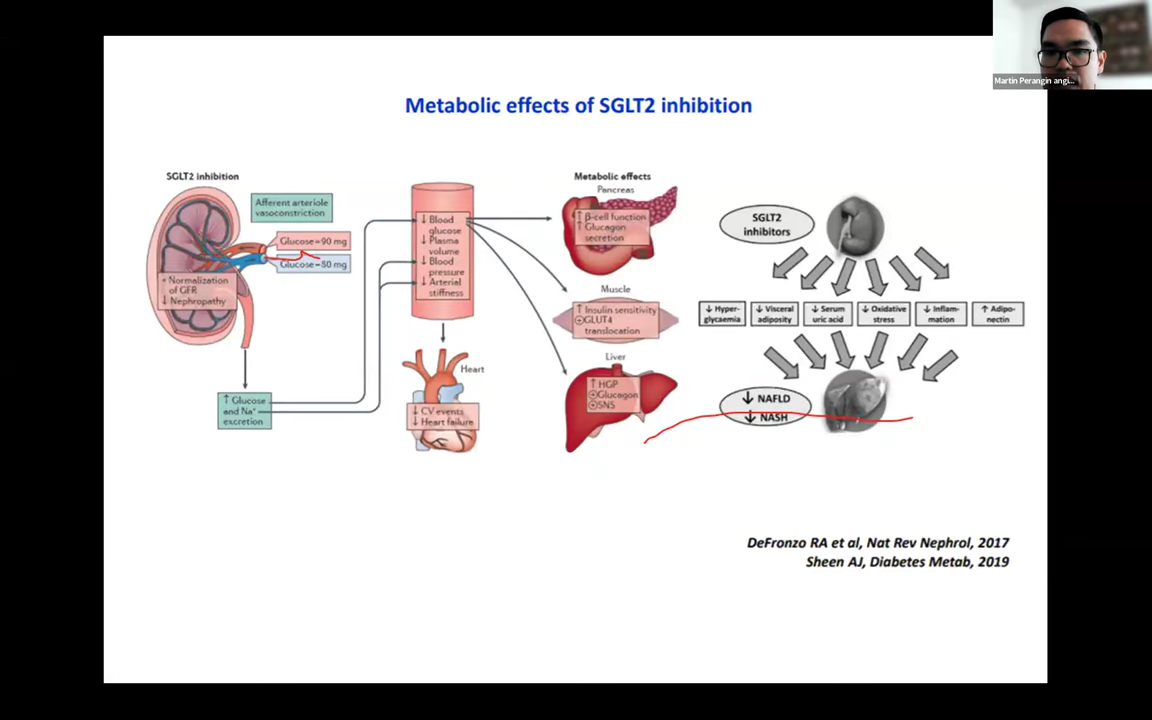 Martin Perangin angi...
Metabolic effects of SGLT2 inhibition
SGLT2 inhibition
Afferent arteriole
vasoconstriction
Glucose≈90 mg
Glucose≈80 mg
Normalization
of GFR
↓ Nephropathy
↑ Glucose
and Na⁺
excretion
↓ Blood
glucose
↓ Plasma
volume
↓ Blood
pressure
↓ Arterial
stiffness
Heart
↓ CV events
↓ Heart failure
Metabolic effects
Pancreas
↑ β-cell function
↑ Glucagon
secretion
Muscle
↑ Insulin sensitivity
GLUT4
translocation
Liver
↑ HGP
Glucagon
SNS
SGLT2
inhibitors
↓ Hyper-
glycaemia
↓ Visceral
adiposity
↓ Serum
uric acid
↓ Oxidative
stress
↓ Inflam-
mation
↑ Adipo-
nectin
↓ NAFLD
↓ NASH
DeFronzo RA et al, Nat Rev Nephrol, 2017
Sheen AJ, Diabetes Metab, 2019